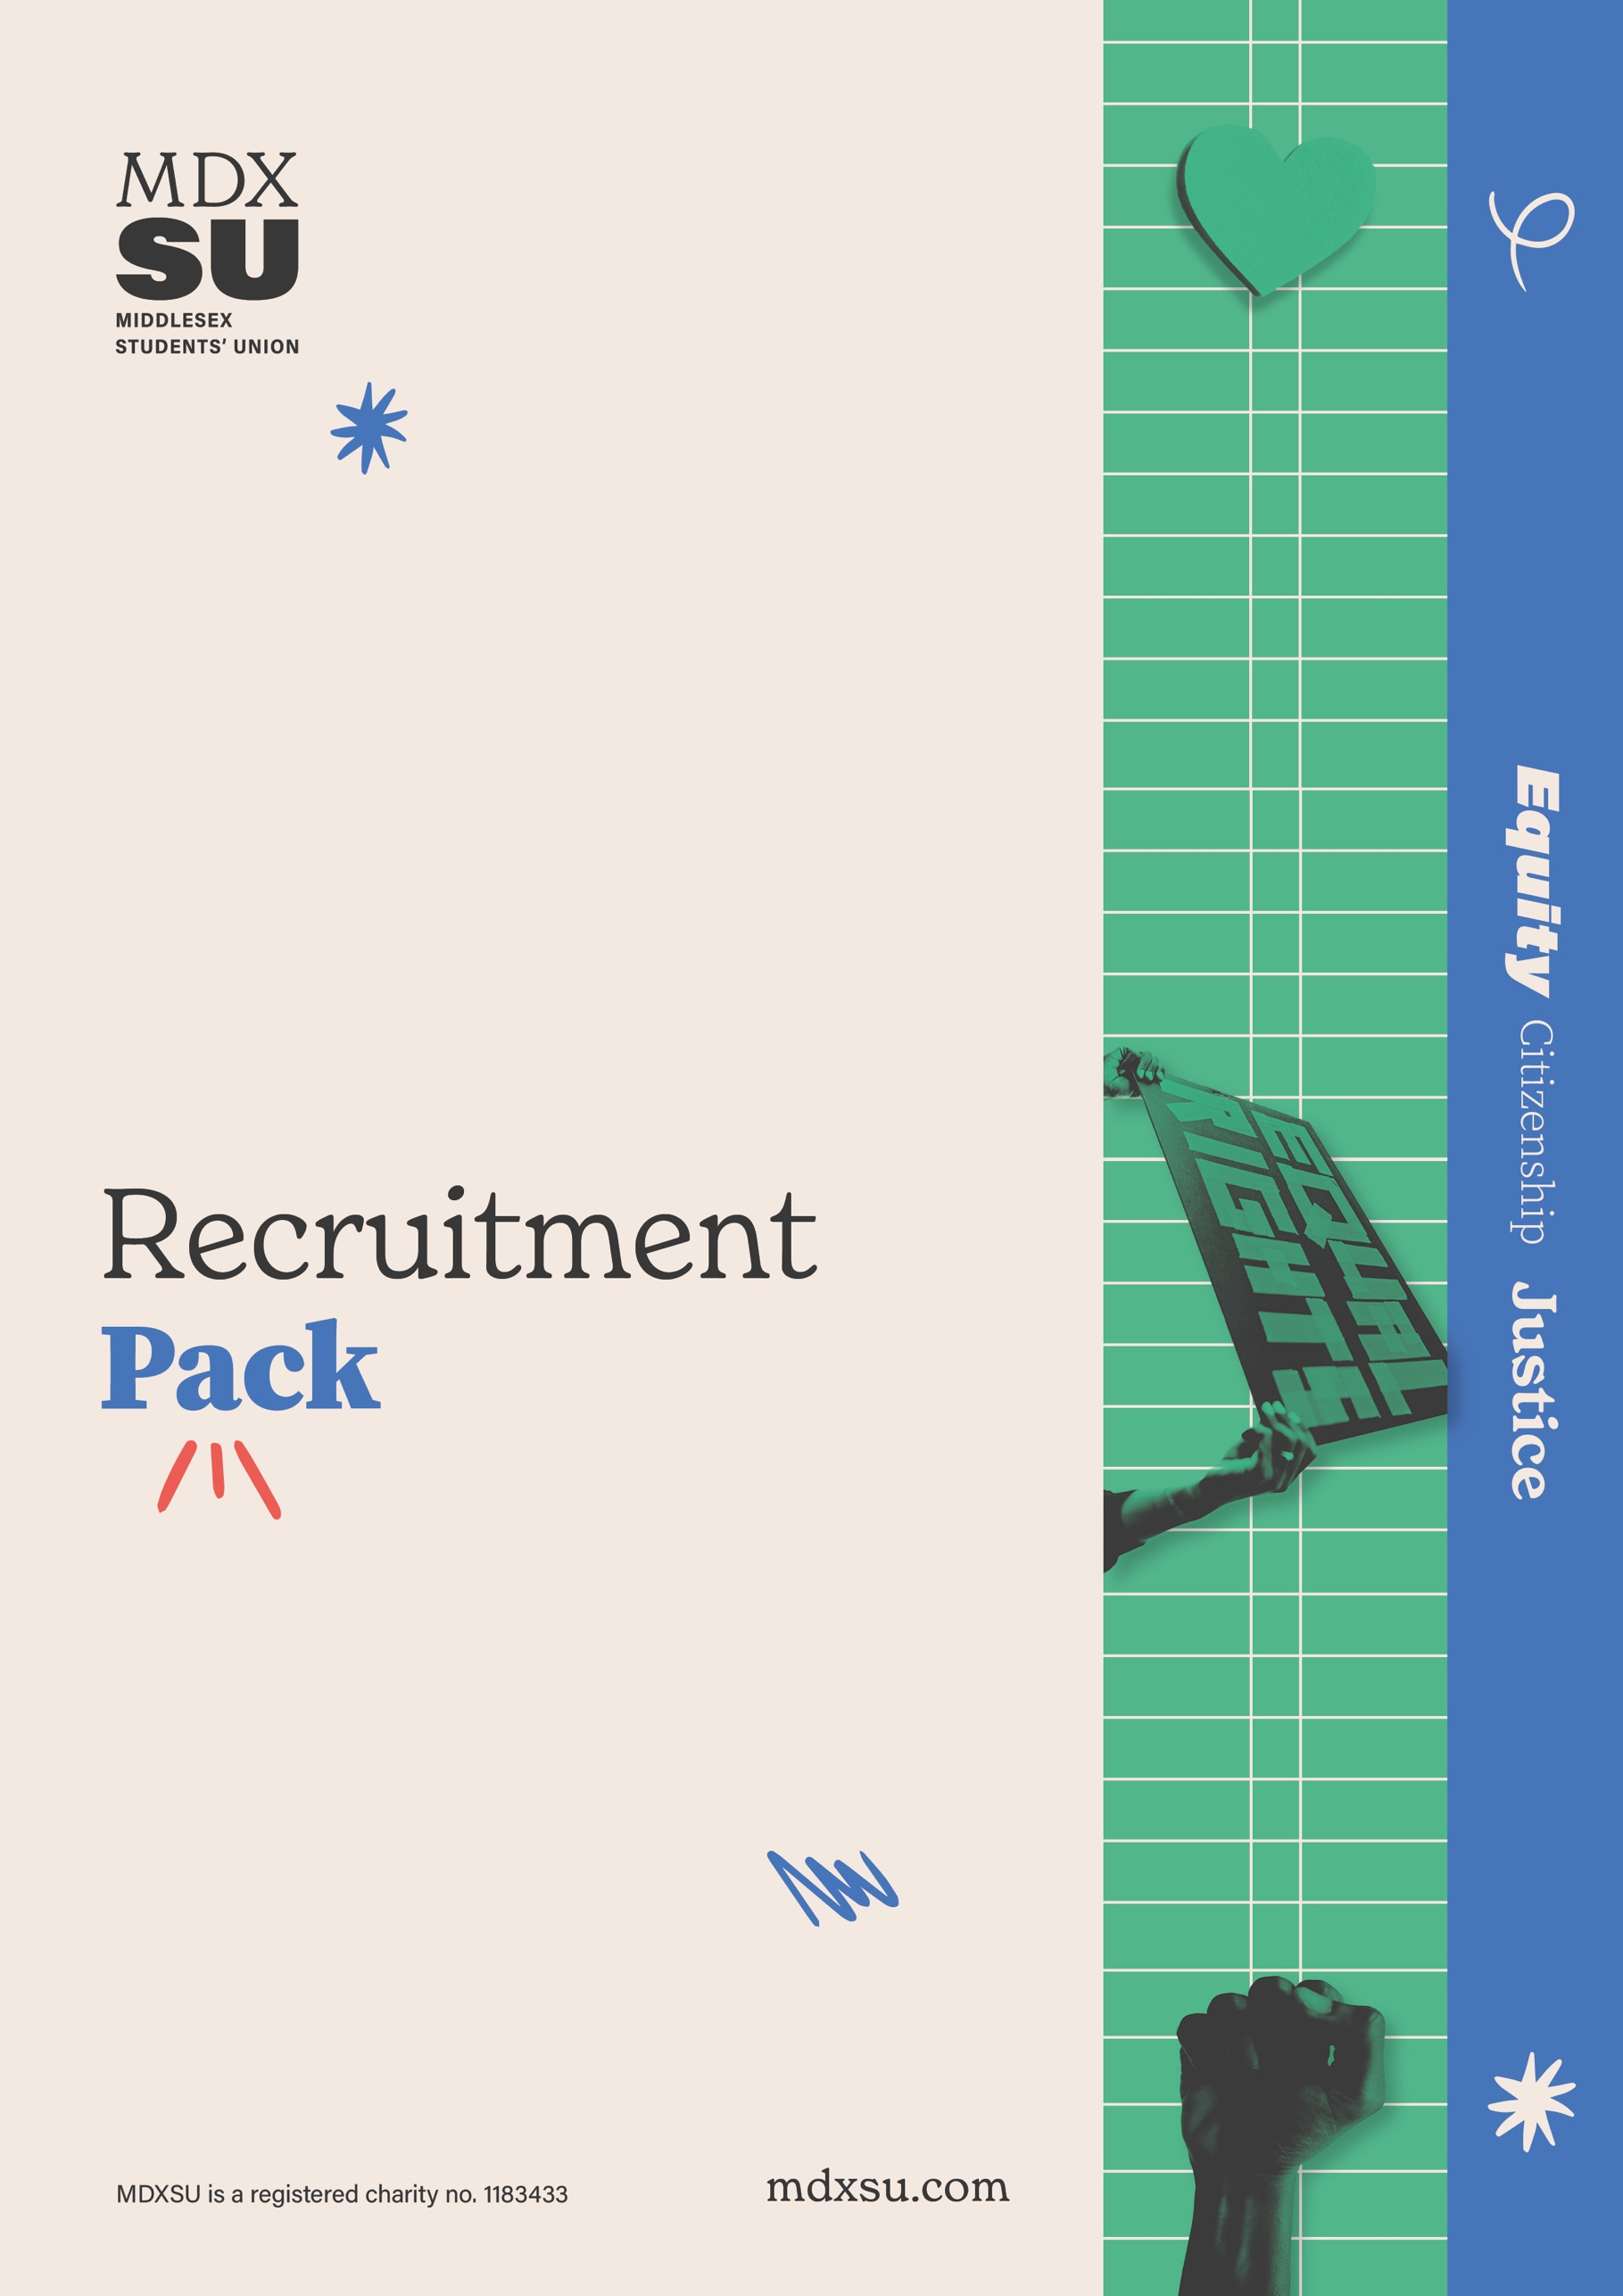 MDX
SU
MIDDLESEX
STUDENTS’ UNION
Recruitment
Pack
MDXSU is a registered charity no. 1183433
mdxsu.com
EQUAL
RIGHTS
Equity Citizenship Justice